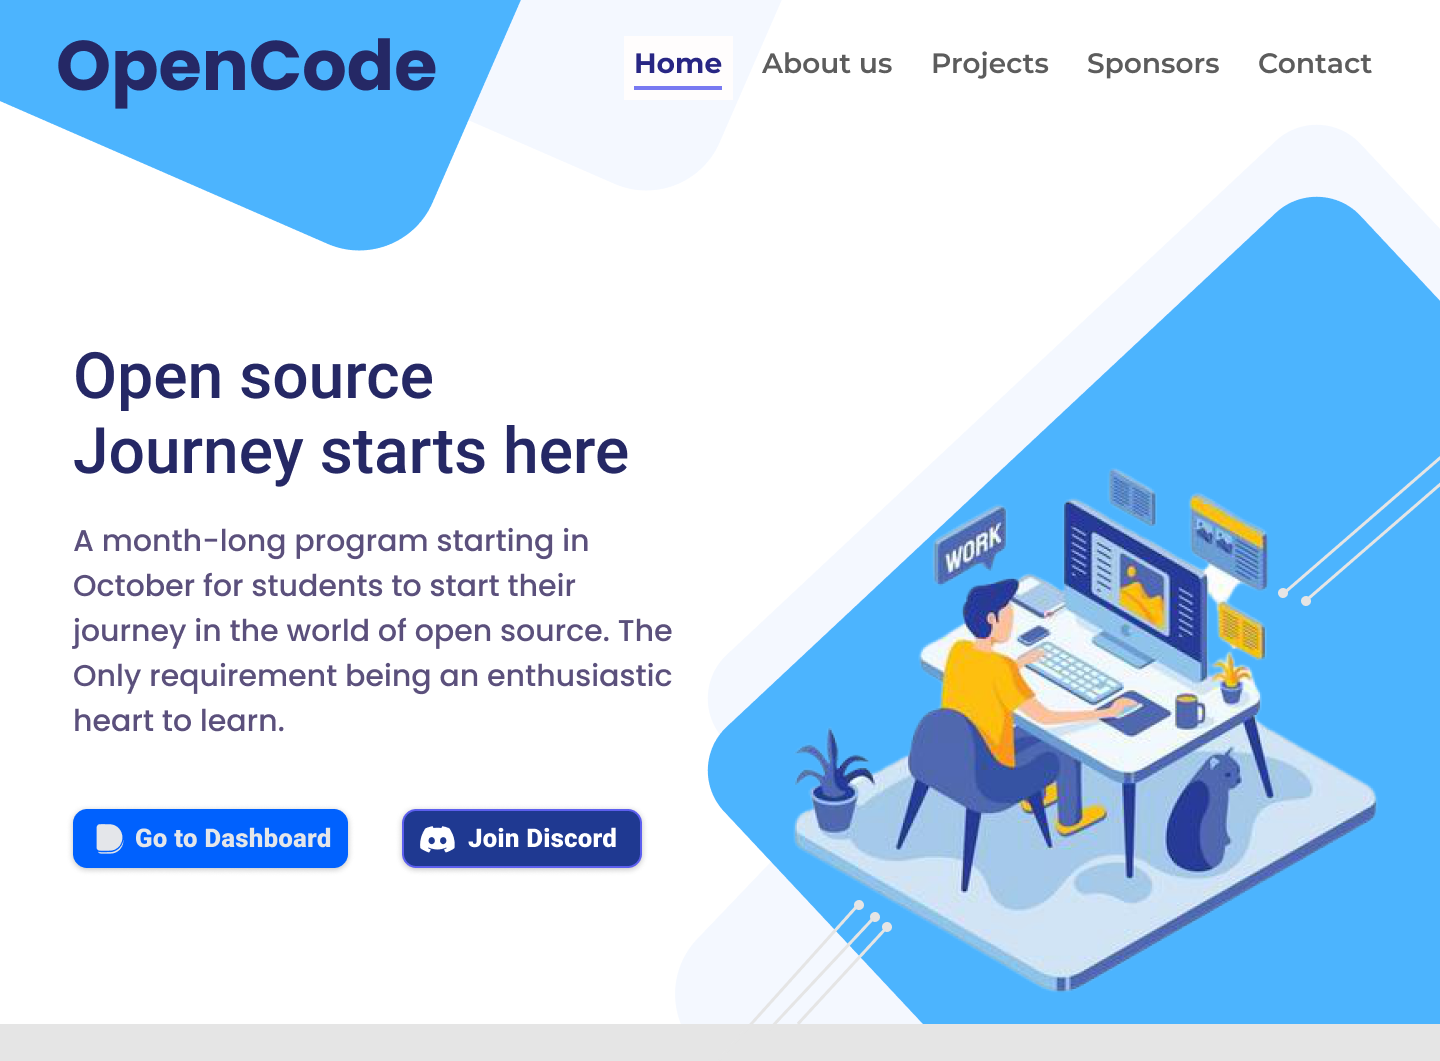 OpenCode
Home About us Projects Sponsors Contact
Open source
Journey starts here
A month-long program starting in
October for students to start their
journey in the world of open source. The
Only requirement being an enthusiastic
heart to learn.
Go to Dashboard
Join Discord
WORK